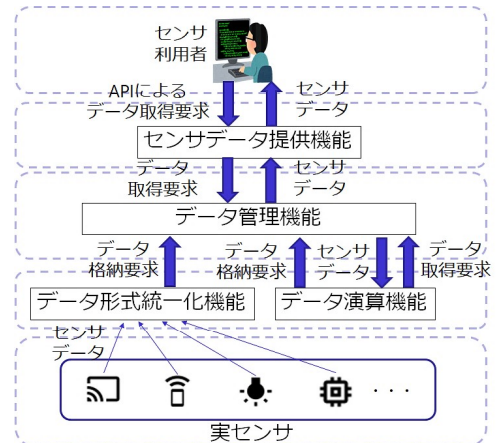 センサ
利用者
APIによる
データ取得要求
センサ
データ
センサデータ提供機能
データ
取得要求
センサ
データ
データ管理機能
データ
格納要求
データ
格納要求
センサ
データ
データ
取得要求
データ形式統一化機能
データ演算機能
センサ
データ
・・・
実センサ